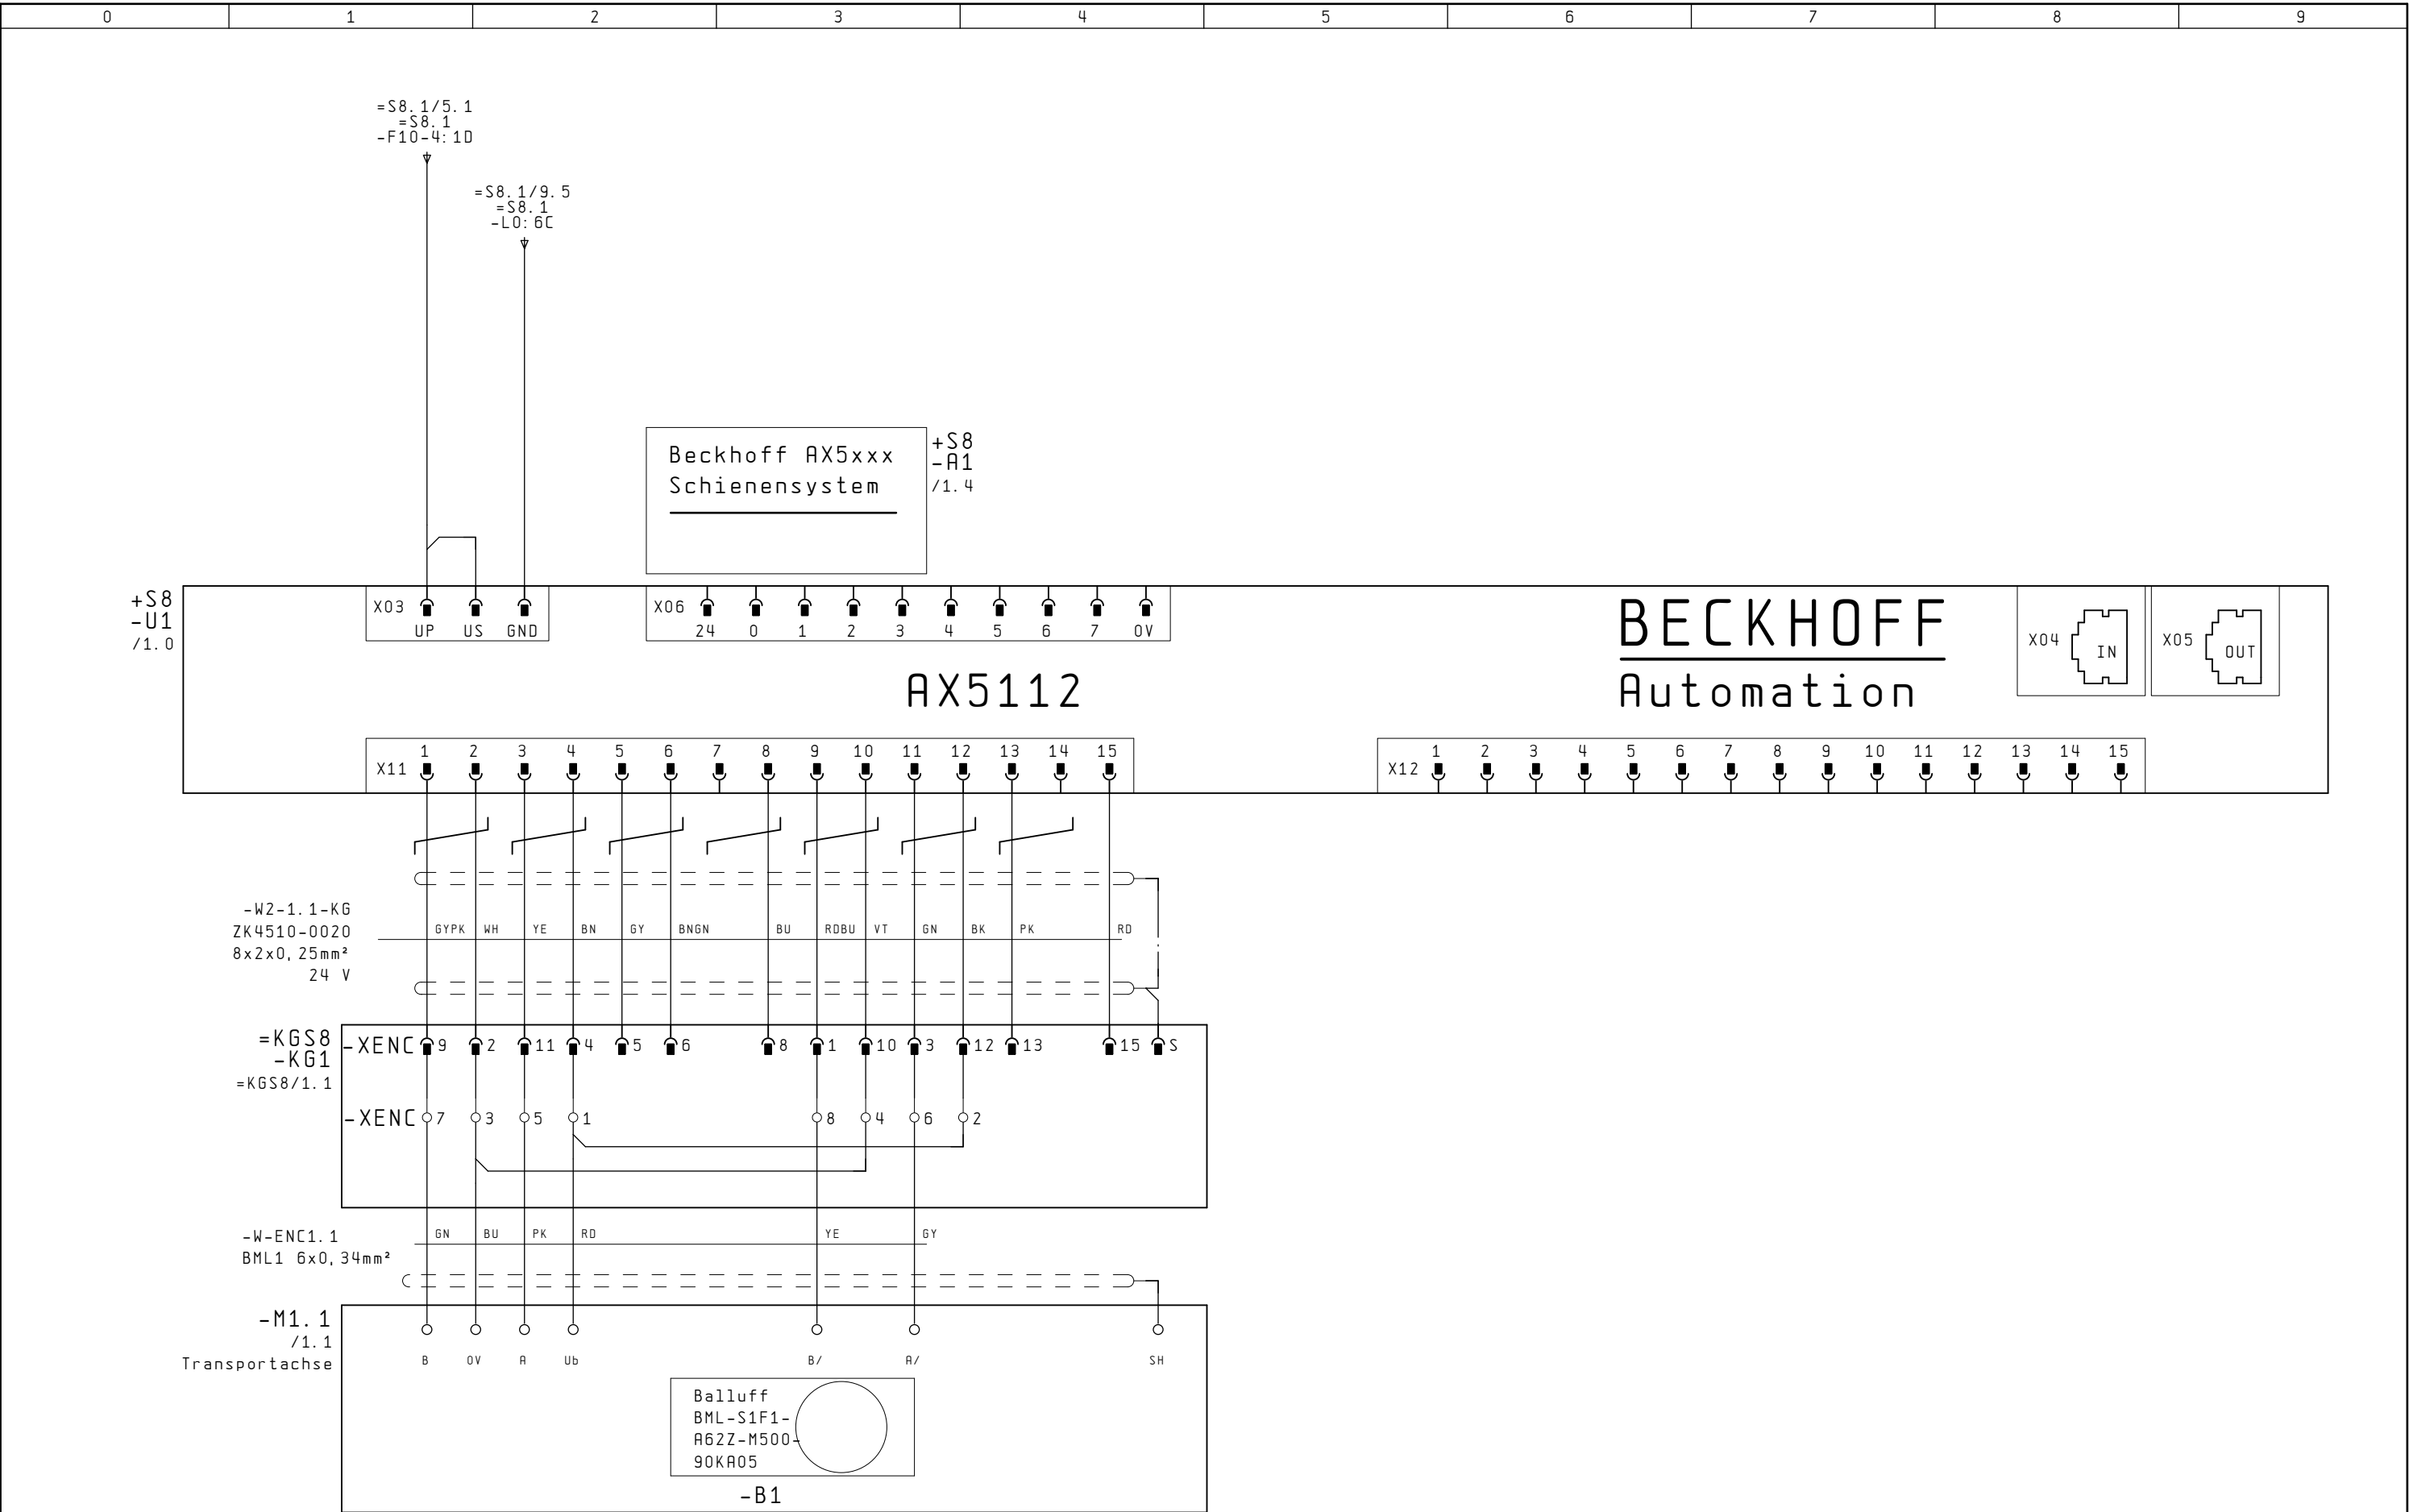 0 1 2 3 4 5 6 7 8 9
=S8.1/5.1
=S8.1
-F10-4:1D
=S8.1/9.5
=S8.1
-L0:6C
Beckhoff AX5xxx
Schienensystem
+S8
-A1
/1.4
+S8
-U1
/1.0
X03
UP US GND
X06
24 0 1 2 3 4 5 6 7 0V
BECKHOFF
Automation
X04 IN
X05 OUT
AX5112
1 2 3 4 5 6 7 8 9 10 11 12 13 14 15
X11
1 2 3 4 5 6 7 8 9 10 11 12 13 14 15
X12
-W2-1.1-KG
ZK4510-0020
8x2x0,25mm²
24 V
GYPK WH YE BN GY BNGN BU RDBU VT GN BK PK RD
=KGS8
-KG1
=KGS8/1.1
-XENC 9 2 11 4 5 6 8 1 10 3 12 13 15 S
-XENC 7 3 5 1 8 4 6 2
-W-ENC1.1
BML1 6x0,34mm²
GN BU PK RD YE GY
-M1.1
/1.1
Transportachse
B 0V A Ub B/ A/ SH
Balluff
BML-S1F1-
A62Z-M500-
90KA05
-B1